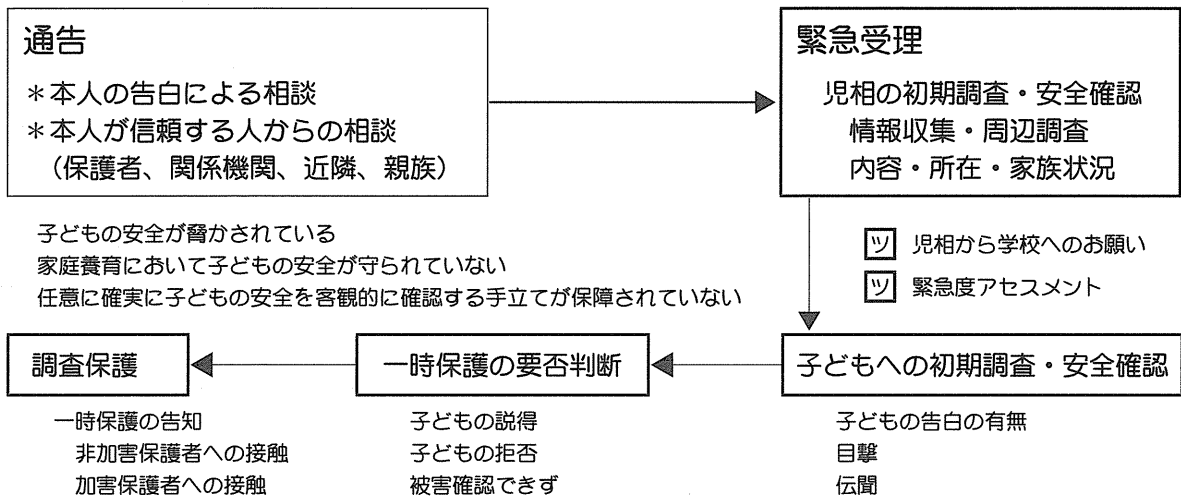 通告
＊本人の告白による相談
＊本人が信頼する人からの相談
（保護者、関係機関、近隣、親族）
緊急受理
児相の初期調査・安全確認
情報収集・周辺調査
内容・所在・家族状況
子どもの安全が脅かされている
家庭養育において子どもの安全が守られていない
任意に確実に子どもの安全を客観的に確認する手立てが保障されていない
ツ 児相から学校へのお願い
ツ 緊急度アセスメント
調査保護
一時保護の告知
非加害保護者への接触
加害保護者への接触
一時保護の要否判断
子どもの説得
子どもの拒否
被害確認できず
子どもへの初期調査・安全確認
子どもの告白の有無
目撃
伝聞